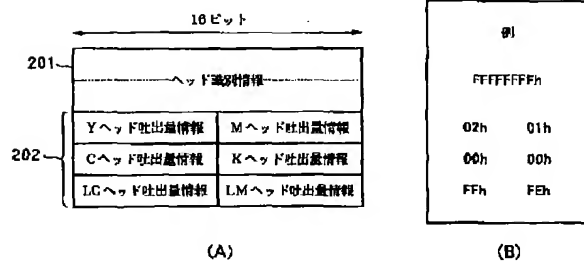 16ビット
201
ヘッド識別情報
202
Yヘッド吐出量情報 Mヘッド吐出量情報
Cヘッド吐出量情報 Kヘッド吐出量情報
LCヘッド吐出量情報 LMヘッド吐出量情報
(A)
例
FFFFFFFFh
02h 01h
00h 00h
FFh FEh
(B)